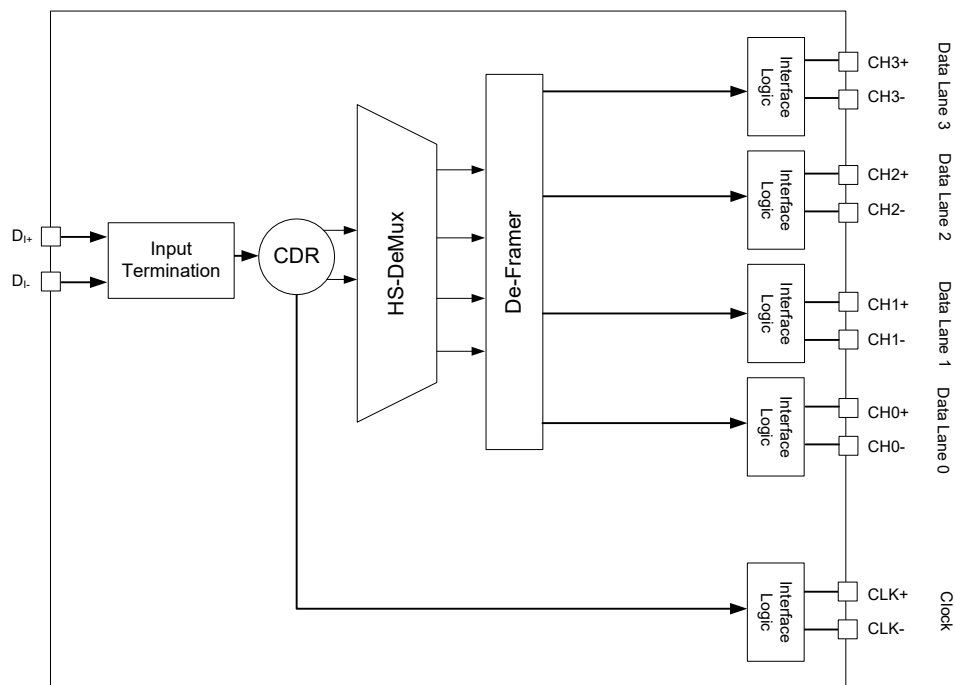 DI+
DI-
Input
Termination
CDR
HS-DeMux
De-Framer
Interface
Logic
CH3+
CH3-
Data Lane 3
Interface
Logic
CH2+
CH2-
Data Lane 2
Interface
Logic
CH1+
CH1-
Data Lane 1
Interface
Logic
CH0+
CH0-
Data Lane 0
Interface
Logic
CLK+
CLK-
Clock